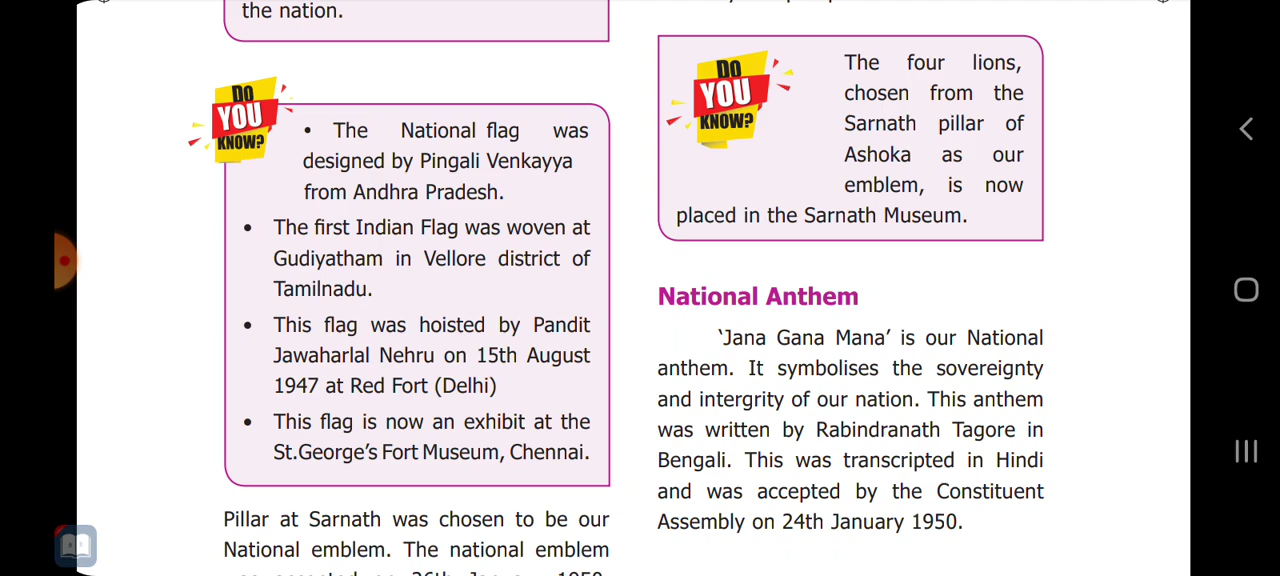 the nation.
DO
YOU
KNOW?
• The National flag was
designed by Pingali Venkayya
from Andhra Pradesh.
• The first Indian Flag was woven at
Gudiyatham in Vellore district of
Tamilnadu.
• This flag was hoisted by Pandit
Jawaharlal Nehru on 15th August
1947 at Red Fort (Delhi)
• This flag is now an exhibit at the
St.George's Fort Museum, Chennai.
Pillar at Sarnath was chosen to be our
National emblem. The national emblem
DO
YOU
KNOW?
The four lions,
chosen from the
Sarnath pillar of
Ashoka as our
emblem, is now
placed in the Sarnath Museum.
National Anthem
‘Jana Gana Mana’ is our National
anthem. It symbolises the sovereignty
and intergrity of our nation. This anthem
was written by Rabindranath Tagore in
Bengali. This was transcripted in Hindi
and was accepted by the Constituent
Assembly on 24th January 1950.